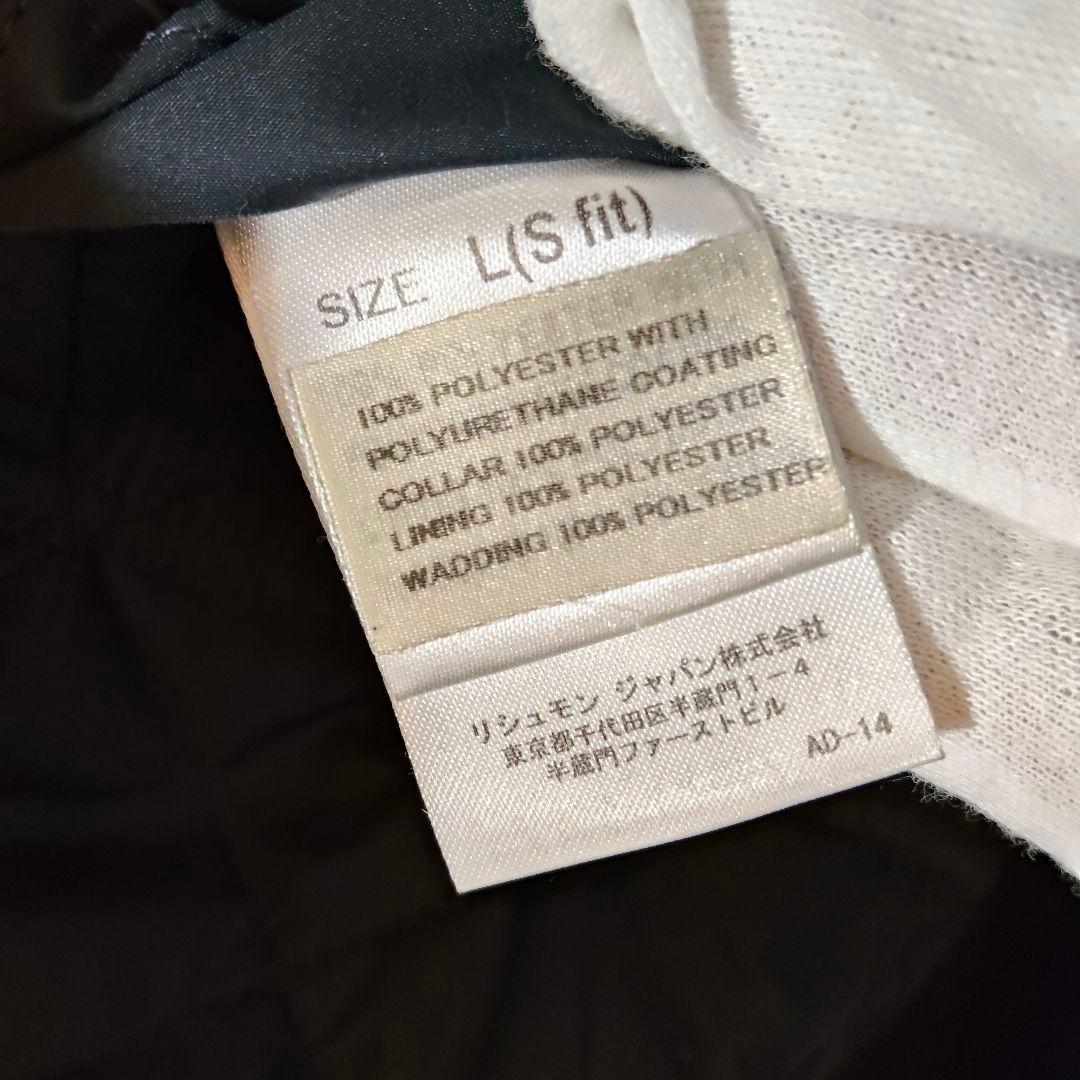 SIZE L(S fit)
100% POLYESTER WITH
POLYURETHANE COATING
COLLAR 100% POLYESTER
LINING 100% POLYESTER
WADDING 100% POLYESTER
リシュモン ジャパン株式会社
東京都千代田区半蔵門1-4
半蔵門ファーストビル
AD-14